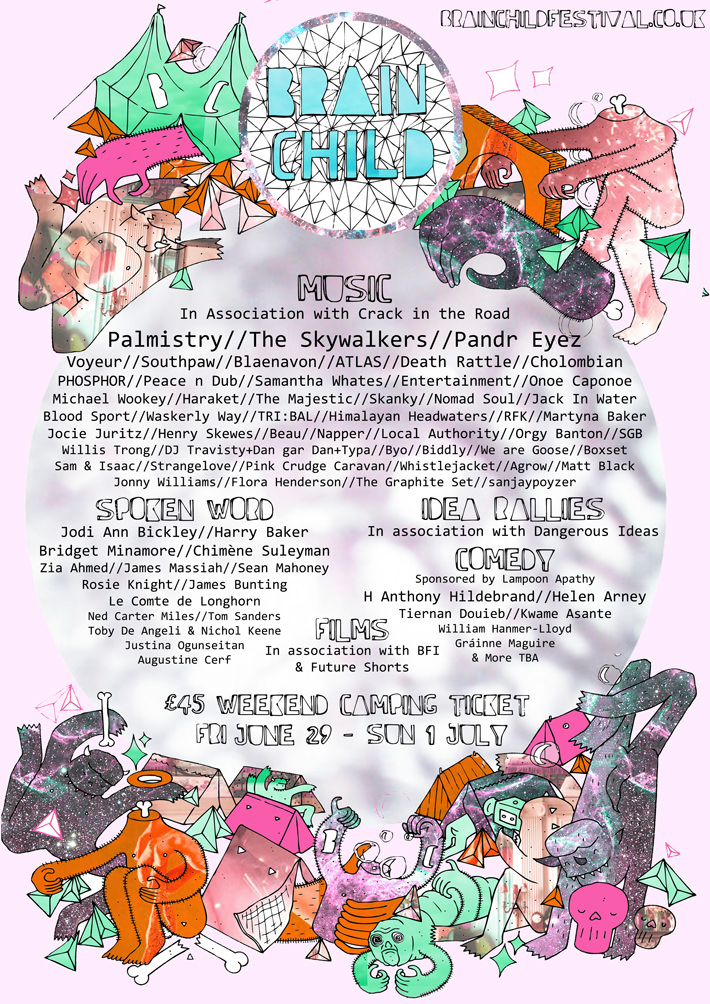 BRAINCHILDFESTIVAL.CO.UK
B C
BRAIN
CHILD
MUSIC
In Association with Crack in the Road
Palmistry//The Skywalkers//Pandr Eyez
Voyeur//Southpaw//Blaenavon//ATLAS//Death Rattle//Cholombian
PHOSPHOR//Peace n Dub//Samantha Whates//Entertainment//Onoe Caponoe
Michael Wookey//Haraket//The Majestic//Skanky//Nomad Soul//Jack In Water
Blood Sport//Waskerly Way//TRI:BAL//Himalayan Headwaters//RFK//Martyna Baker
Jocie Juritz//Henry Skewes//Beau//Napper//Local Authority//Orgy Banton//SGB
Willis Trong//DJ Travisty+Dan gar Dan+Typa//Byo//Biddly//We are Goose//Boxset
Sam & Isaac//Strangelove//Pink Crudge Caravan//Whistlejacket//Agrow//Matt Black
Jonny Williams//Flora Henderson//The Graphite Set//sanjaypoyzer
SPOKEN WORD
Jodi Ann Bickley//Harry Baker
Bridget Minamore//Chimène Suleyman
Zia Ahmed//James Massiah//Sean Mahoney
Rosie Knight//James Bunting
Le Comte de Longhorn
Ned Carter Miles//Tom Sanders
Toby De Angeli & Nichol Keene
Justina Ogunseitan
Augustine Cerf
IDEA RALLIES
In association with Dangerous Ideas
COMEDY
Sponsored by Lampoon Apathy
H Anthony Hildebrand//Helen Arney
Tiernan Douieb//Kwame Asante
William Hanmer-Lloyd
Gráinne Maguire
& More TBA
FILMS
In association with BFI
& Future Shorts
£45 WEEKEND CAMPING TICKET
FRI JUNE 29 - SUN 1 JULY
B C